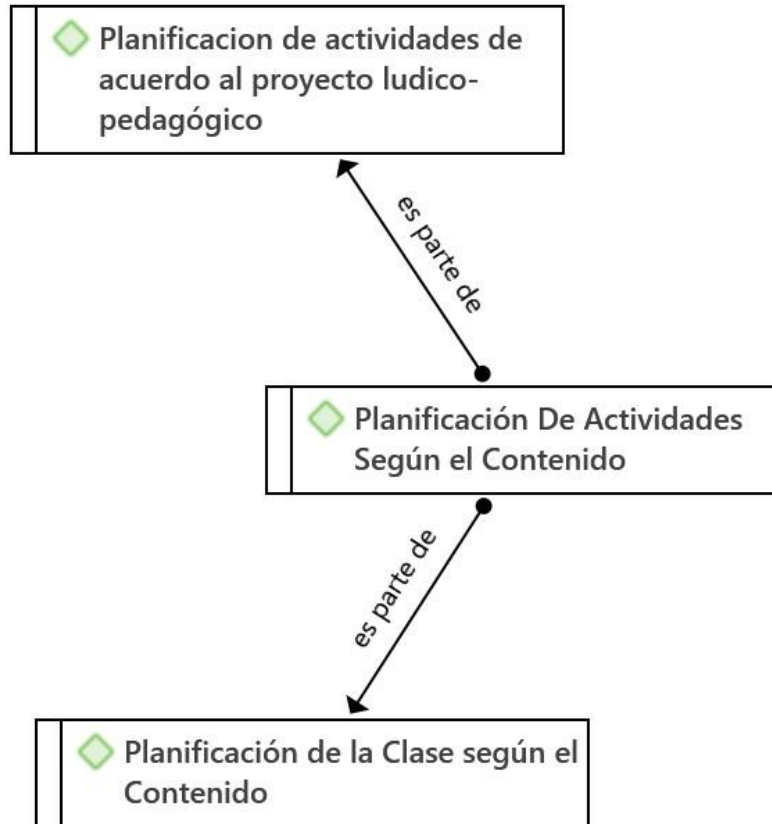 Planificacion de actividades de
acuerdo al proyecto ludico-
pedagógico
es parte de
Planificación De Actividades
Según el Contenido
es parte de
Planificación de la Clase según el
Contenido